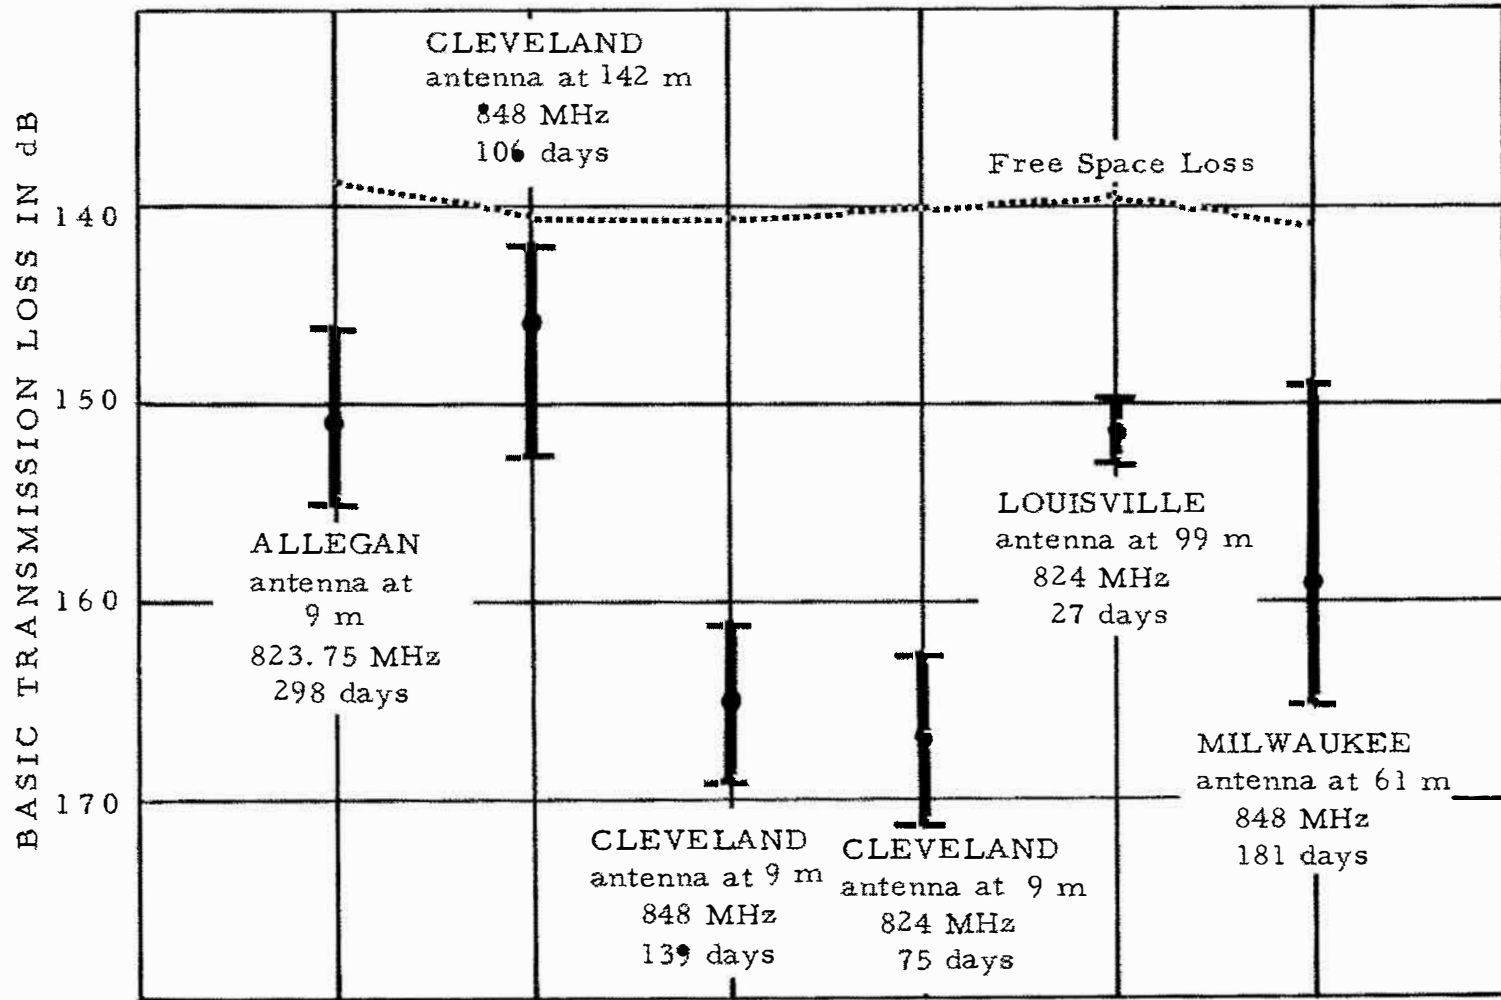 BASIC TRANSMISSION LOSS IN dB
140
150
160
170
CLEVELAND
antenna at 142 m
848 MHz
106 days
Free Space Loss
ALLEGAN
antenna at
9 m
823.75 MHz
298 days
CLEVELAND
antenna at 9 m
848 MHz
139 days
CLEVELAND
antenna at 9 m
824 MHz
75 days
LOUISVILLE
antenna at 99 m
824 MHz
27 days
MILWAUKEE
antenna at 61 m
848 MHz
181 days